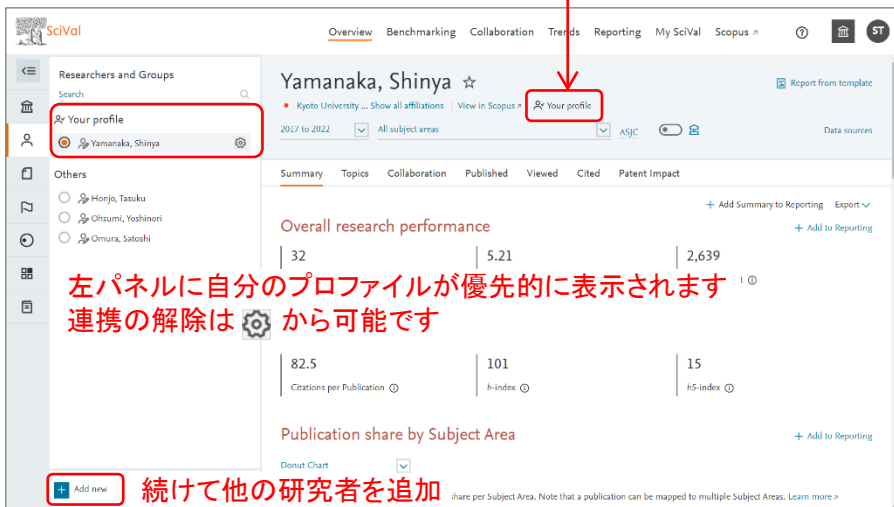 SciVal
Overview Benchmarking Collaboration Trends Reporting My SciVal Scopus ST
Researchers and Groups
Search
Your profile
Yamanaka, Shinya
Others
Honjo, Tasuku
Ohsumi, Yoshinori
Omura, Satoshi
Add new
Yamanaka, Shinya
Report from template
Kyoto University ... Show all affiliations | View in Scopus Your profile
2017 to 2022 All subject areas ASJC Data sources
Summary Topics Collaboration Published Viewed Cited Patent Impact
+ Add Summary to Reporting Export
Overall research performance
+ Add to Reporting
32 5.21 2,639
左パネルに自分のプロファイルが優先的に表示されます
連携の解除は から可能です
82.5 101 15
Citations per Publication h-index h5-index
Publication share by Subject Area
+ Add to Reporting
Donut Chart
続けて他の研究者を追加
share per Subject Area. Note that a publication can be mapped to multiple Subject Areas. Learn more